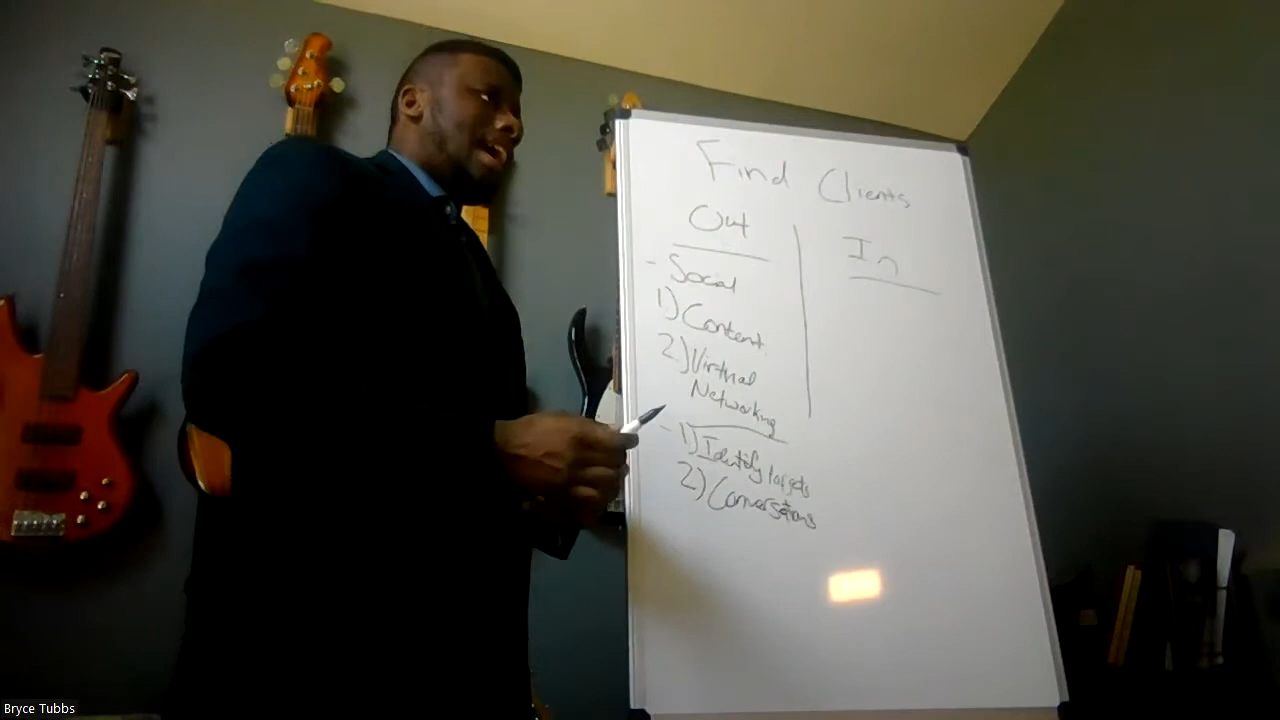 Find Clients
Out
In
- Social
1) Content
2.) Virtual
Networking
- 1) Identify targets
2) Conversations
Bryce Tubbs